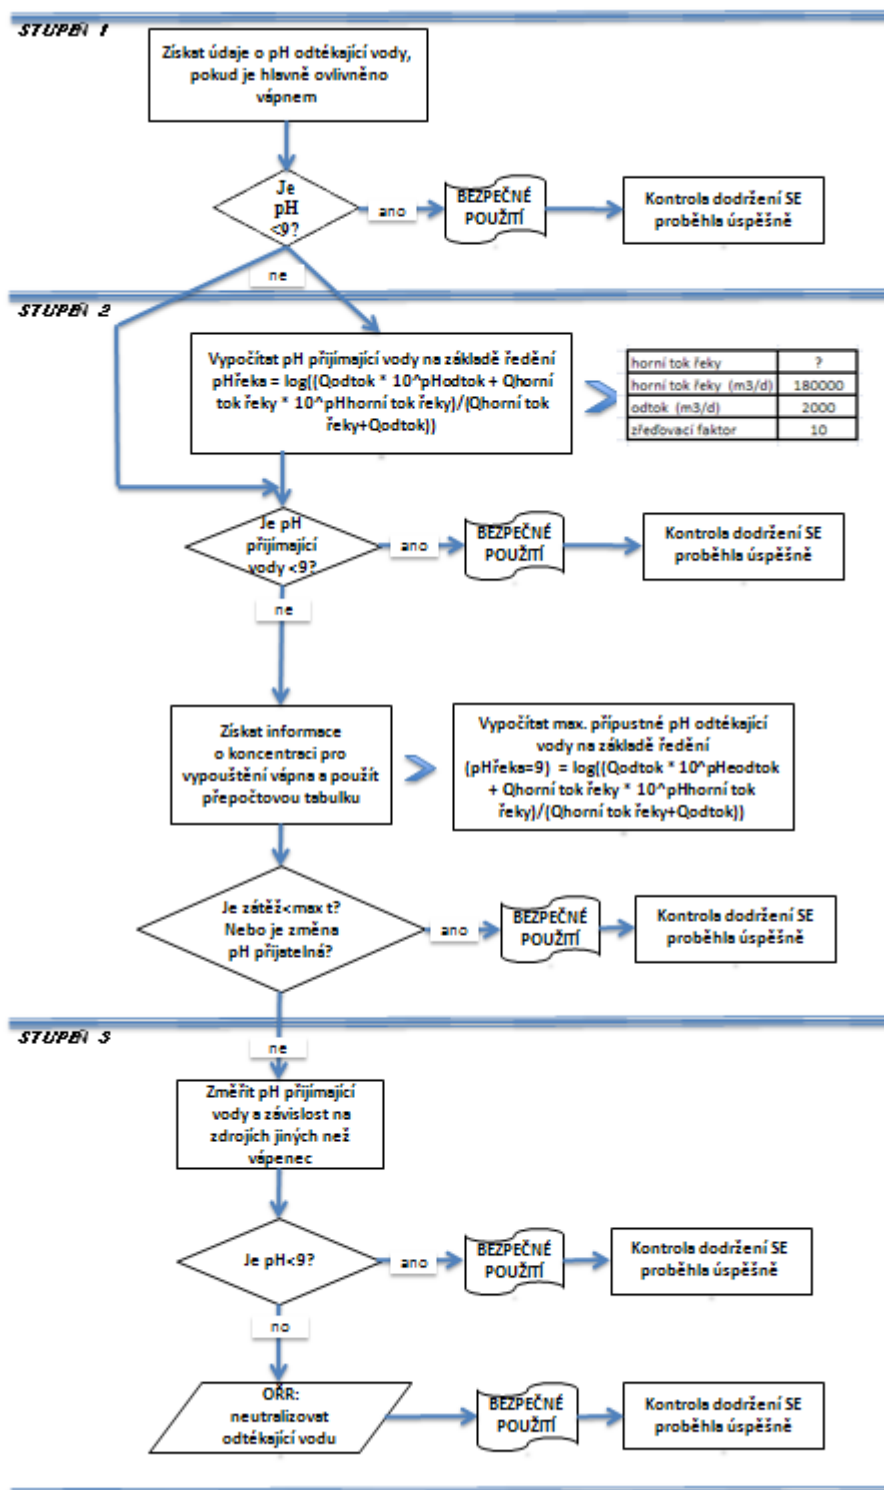 STUPEŇ 1
Získat údaje o pH odtékající vody,
pokud je hlavně ovlivněno
vápnem
Je
pH
<9?
ano
BEZPEČNÉ
POUŽITÍ
Kontrola dodržení SE
proběhla úspěšně
ne
STUPEŇ 2
Vypočítat pH přijímající vody na základě ředění
pHřeka = log((Qodtok * 10^pHodtok + Qhorní
tok řeky * 10^pHhorní tok řeky)/(Qhorní tok
řeky+Qodtok))
horní tok řeky ?
horní tok řeky (m3/d) 180000
odtok (m3/d) 2000
zřeďovací faktor 10
Je pH
přijímající
vody <9?
ano
BEZPEČNÉ
POUŽITÍ
Kontrola dodržení SE
proběhla úspěšně
ne
Získat informace
o koncentraci pro
vypouštění vápna a použít
přepočtovou tabulku
Vypočítat max. přípustné pH odtékající
vody na základě ředění
(pHřeka=9) = log((Qodtok * 10^pHeodtok
+ Qhorní tok řeky * 10^pHhorní tok
řeky)/(Qhorní tok řeky+Qodtok))
Je zátěž<max t?
Nebo je změna
pH přijatelná?
ano
BEZPEČNÉ
POUŽITÍ
Kontrola dodržení SE
proběhla úspěšně
STUPEŇ 3
ne
Změřit pH přijímající
vody a závislost na
zdrojích jiných než
vápenec
Je pH<9?
ano
BEZPEČNÉ
POUŽITÍ
Kontrola dodržení SE
proběhla úspěšně
no
OŘR:
neutralizovat
odtékající vodu
BEZPEČNÉ
POUŽITÍ
Kontrola dodržení SE
proběhla úspěšně